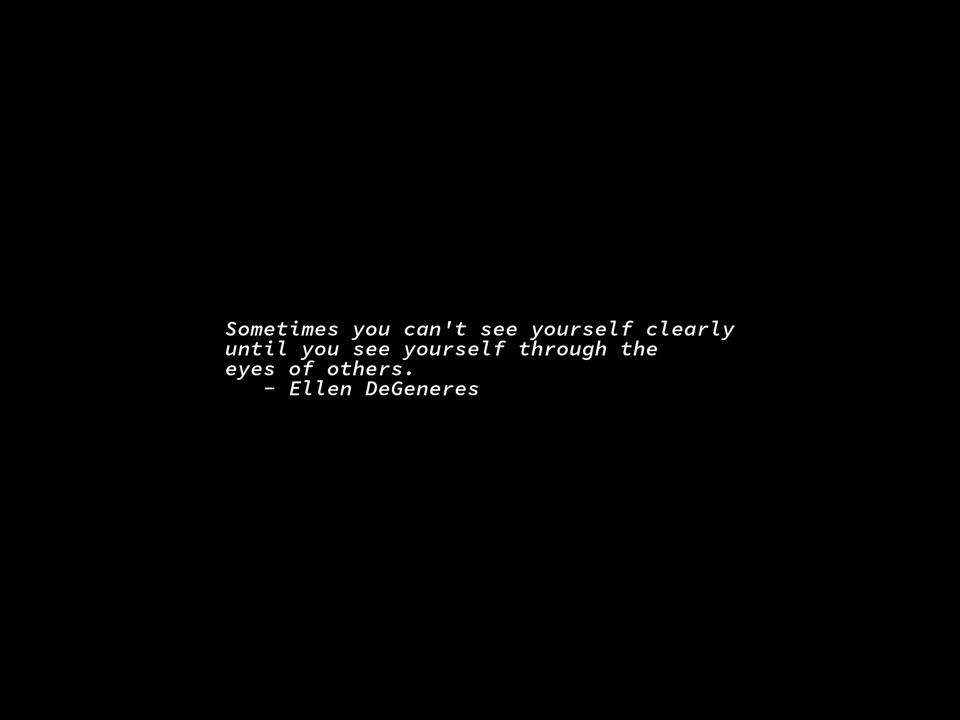 Sometimes you can't see yourself clearly
until you see yourself through the
eyes of others.
– Ellen DeGeneres